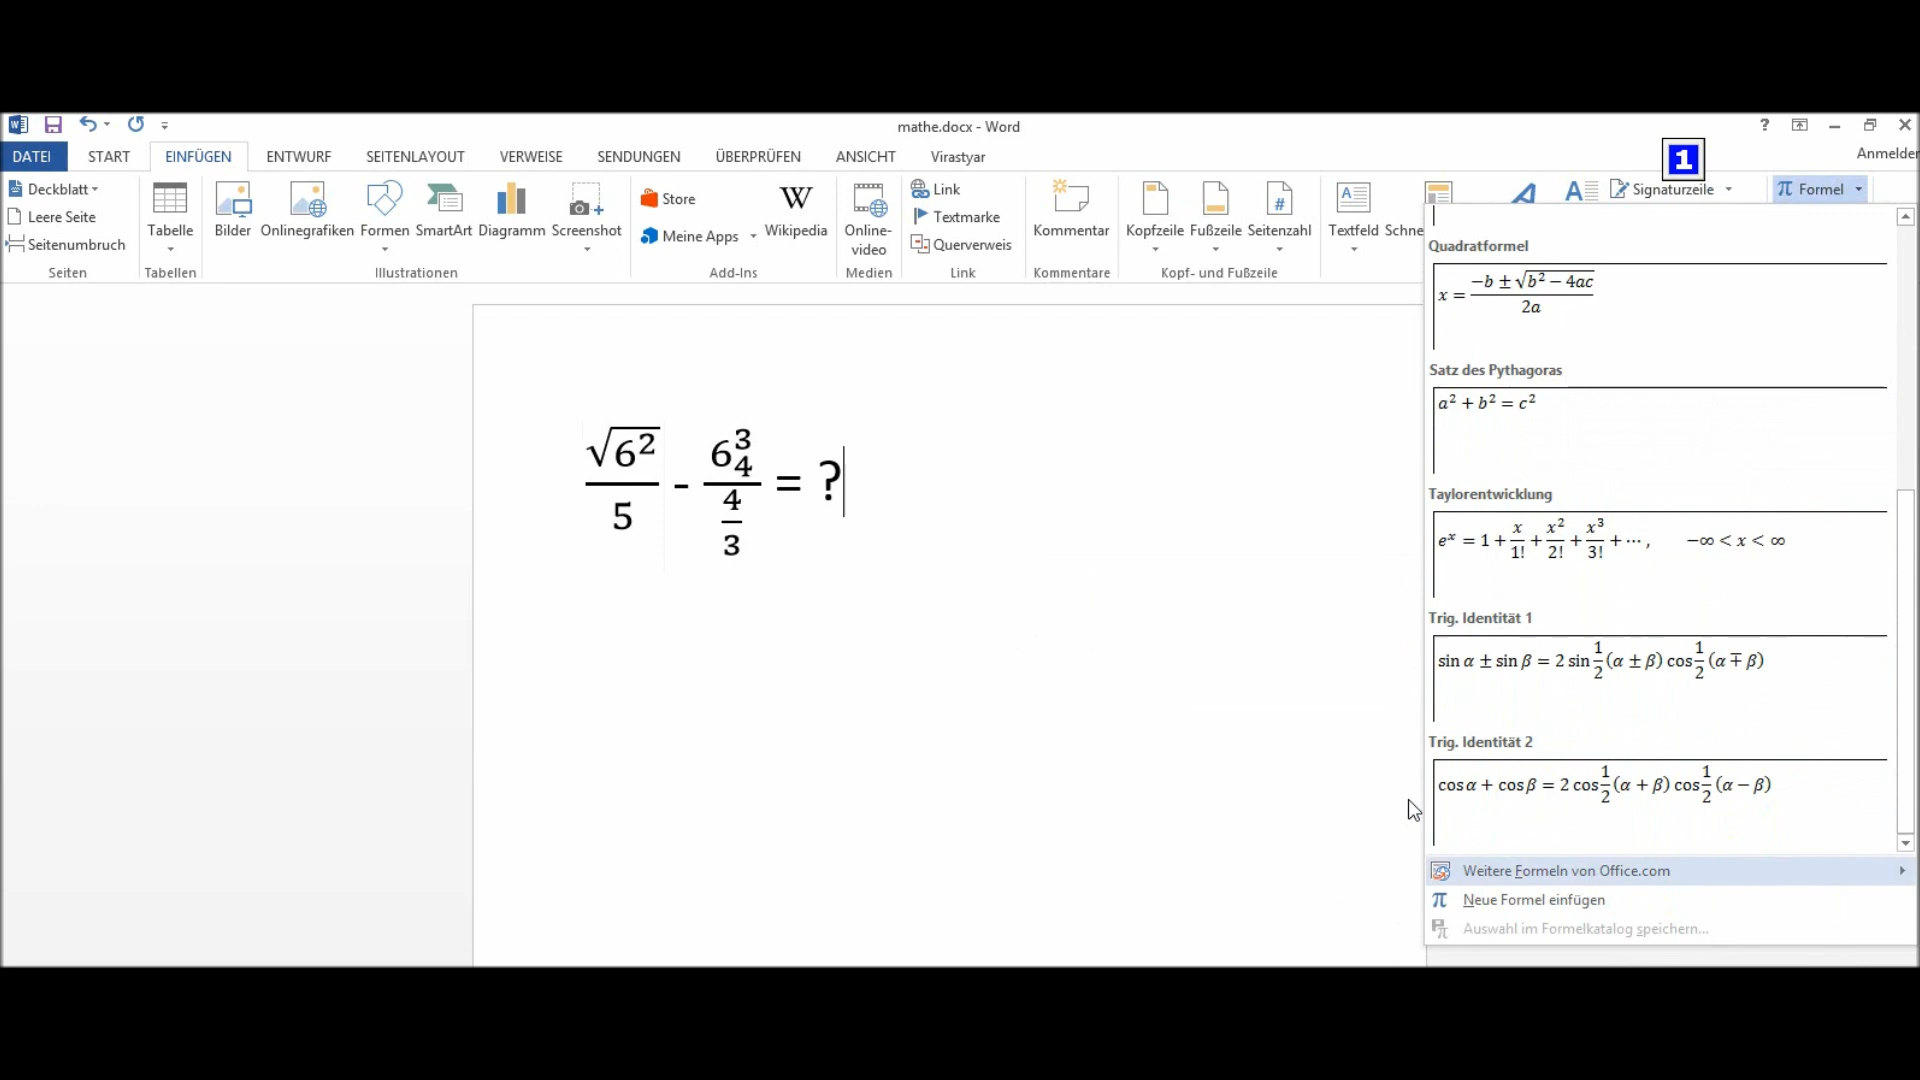 mathe.docx - Word
?
DATEI START EINFÜGEN ENTWURF SEITENLAYOUT VERWEISE SENDUNGEN ÜBERPRÜFEN ANSICHT Virastyar
1
Anmelden
Deckblatt
Leere Seite
Seitenumbruch
Seiten
Tabelle
Tabellen
Bilder Onlinegrafiken Formen SmartArt Diagramm Screenshot
Illustrationen
Store
Meine Apps
W
Wikipedia
Add-Ins
Online-
video
Medien
Link
Textmarke
Querverweis
Link
Kommentar
Kommentare
Kopfzeile Fußzeile Seitenzahl
Kopf- und Fußzeile
Textfeld Schne
Signaturzeile
π Formel
Quadratformel
x = (−b ± √(b² − 4ac)) / 2a
Satz des Pythagoras
a² + b² = c²
Taylorentwicklung
eˣ = 1 + x/1! + x²/2! + x³/3! + ⋯ , −∞ < x < ∞
Trig. Identität 1
sin α ± sin β = 2 sin 1/2 (α ± β) cos 1/2 (α ∓ β)
Trig. Identität 2
cos α + cos β = 2 cos 1/2 (α + β) cos 1/2 (α − β)
Weitere Formeln von Office.com
π Neue Formel einfügen
Auswahl im Formelkatalog speichern...
√6² / 5 - 6³₄ / (4/3) = ?